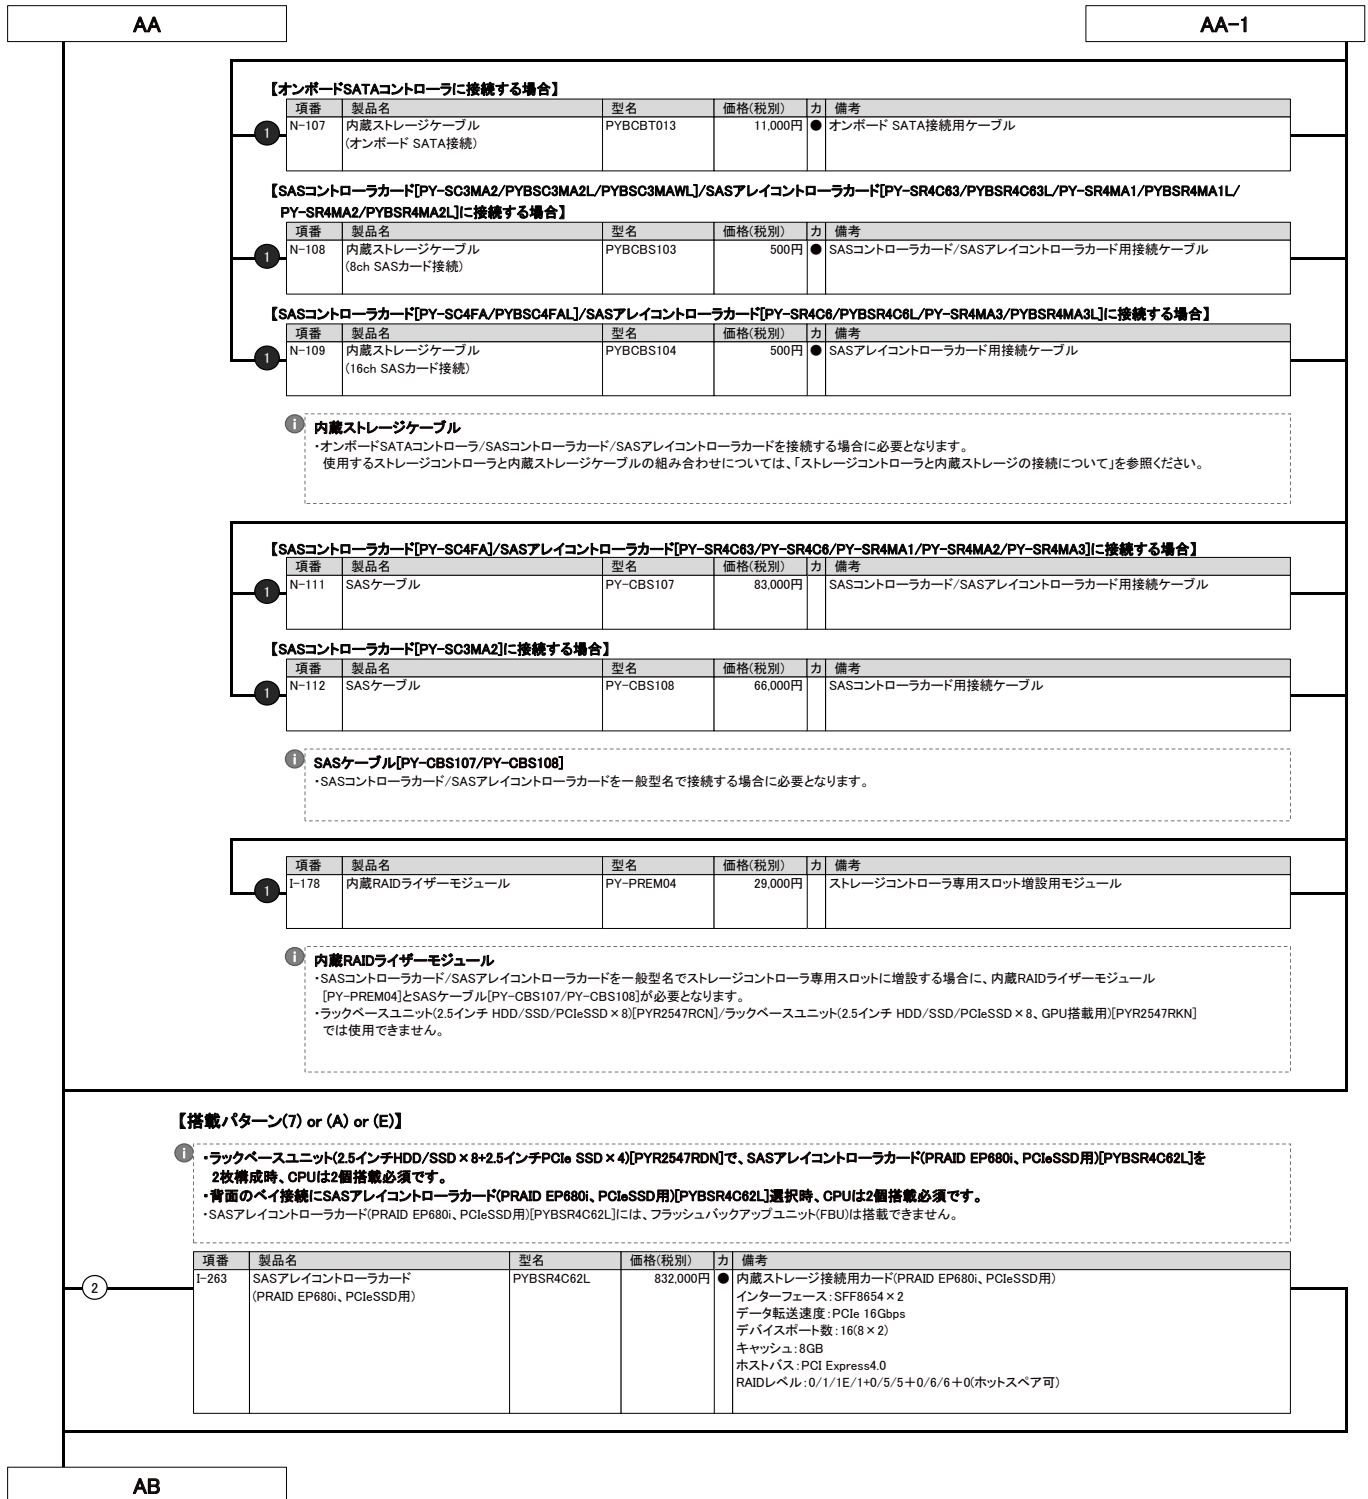 AA
AA-1
【オンボードSATAコントローラに接続する場合】
項番 製品名 型名 価格(税別) カ 備考
1 N-107 内蔵ストレージケーブル PYBCBT013 11,000円 ● オンボード SATA接続用ケーブル
(オンボード SATA接続)
【SASコントローラカード[PY-SC3MA2/PYBSC3MA2L/PYBSC3MAWL]/SASアレイコントローラカード[PY-SR4C63/PYBSR4C63L/PY-SR4MA1/PYBSR4MA1L/
PY-SR4MA2/PYBSR4MA2L]に接続する場合】
項番 製品名 型名 価格(税別) カ 備考
1 N-108 内蔵ストレージケーブル PYBCBS103 500円 ● SASコントローラカード/SASアレイコントローラカード用接続ケーブル
(8ch SASカード接続)
【SASコントローラカード[PY-SC4FA/PYBSC4FAL]/SASアレイコントローラカード[PY-SR4C6/PYBSR4C6L/PY-SR4MA3/PYBSR4MA3L]に接続する場合】
項番 製品名 型名 価格(税別) カ 備考
1 N-109 内蔵ストレージケーブル PYBCBS104 500円 ● SASアレイコントローラカード用接続ケーブル
(16ch SASカード接続)
i 内蔵ストレージケーブル
・オンボードSATAコントローラ/SASコントローラカード/SASアレイコントローラカードを接続する場合に必要となります。
使用するストレージコントローラと内蔵ストレージケーブルの組み合わせについては、「ストレージコントローラと内蔵ストレージの接続について」を参照ください。
【SASコントローラカード[PY-SC4FA]/SASアレイコントローラカード[PY-SR4C63/PY-SR4C6/PY-SR4MA1/PY-SR4MA2/PY-SR4MA3]に接続する場合】
項番 製品名 型名 価格(税別) カ 備考
1 N-111 SASケーブル PY-CBS107 83,000円 SASコントローラカード/SASアレイコントローラカード用接続ケーブル
【SASコントローラカード[PY-SC3MA2]に接続する場合】
項番 製品名 型名 価格(税別) カ 備考
1 N-112 SASケーブル PY-CBS108 66,000円 SASコントローラカード用接続ケーブル
i SASケーブル[PY-CBS107/PY-CBS108]
・SASコントローラカード/SASアレイコントローラカードを一般型名で接続する場合に必要となります。
項番 製品名 型名 価格(税別) カ 備考
1 I-178 内蔵RAIDライザーモジュール PY-PREM04 29,000円 ストレージコントローラ専用スロット増設用モジュール
i 内蔵RAIDライザーモジュール
・SASコントローラカード/SASアレイコントローラカードを一般型名でストレージコントローラ専用スロットに増設する場合に、内蔵RAIDライザーモジュール
[PY-PREM04]とSASケーブル[PY-CBS107/PY-CBS108]が必要となります。
・ラックベースユニット(2.5インチ HDD/SSD/PCIeSSD×8)[PYR2547RCN]/ラックベースユニット(2.5インチ HDD/SSD/PCIeSSD×8、GPU搭載用)[PYR2547RKN]
では使用できません。
【搭載パターン(7) or (A) or (E)】
i ・ラックベースユニット(2.5インチHDD/SSD×8+2.5インチPCIe SSD×4)[PYR2547RDN]で、SASアレイコントローラカード(PRAID EP680i、PCIeSSD用)[PYBSR4C62L]を
2枚構成時、CPUは2個搭載必須です。
・背面のベイ接続にSASアレイコントローラカード(PRAID EP680i、PCIeSSD用)[PYBSR4C62L]選択時、CPUは2個搭載必須です。
・SASアレイコントローラカード(PRAID EP680i、PCIeSSD用)[PYBSR4C62L]には、フラッシュバックアップユニット(FBU)は搭載できません。
項番 製品名 型名 価格(税別) カ 備考
2 I-263 SASアレイコントローラカード PYBSR4C62L 832,000円 ● 内蔵ストレージ接続用カード(PRAID EP680i、PCIeSSD用)
(PRAID EP680i、PCIeSSD用) インターフェース:SFF8654×2
データ転送速度:PCIe 16Gbps
デバイスポート数:16(8×2)
キャッシュ:8GB
ホストバス:PCI Express4.0
RAIDレベル:0/1/1E/1+0/5/5+0/6/6+0(ホットスペア可)
AB